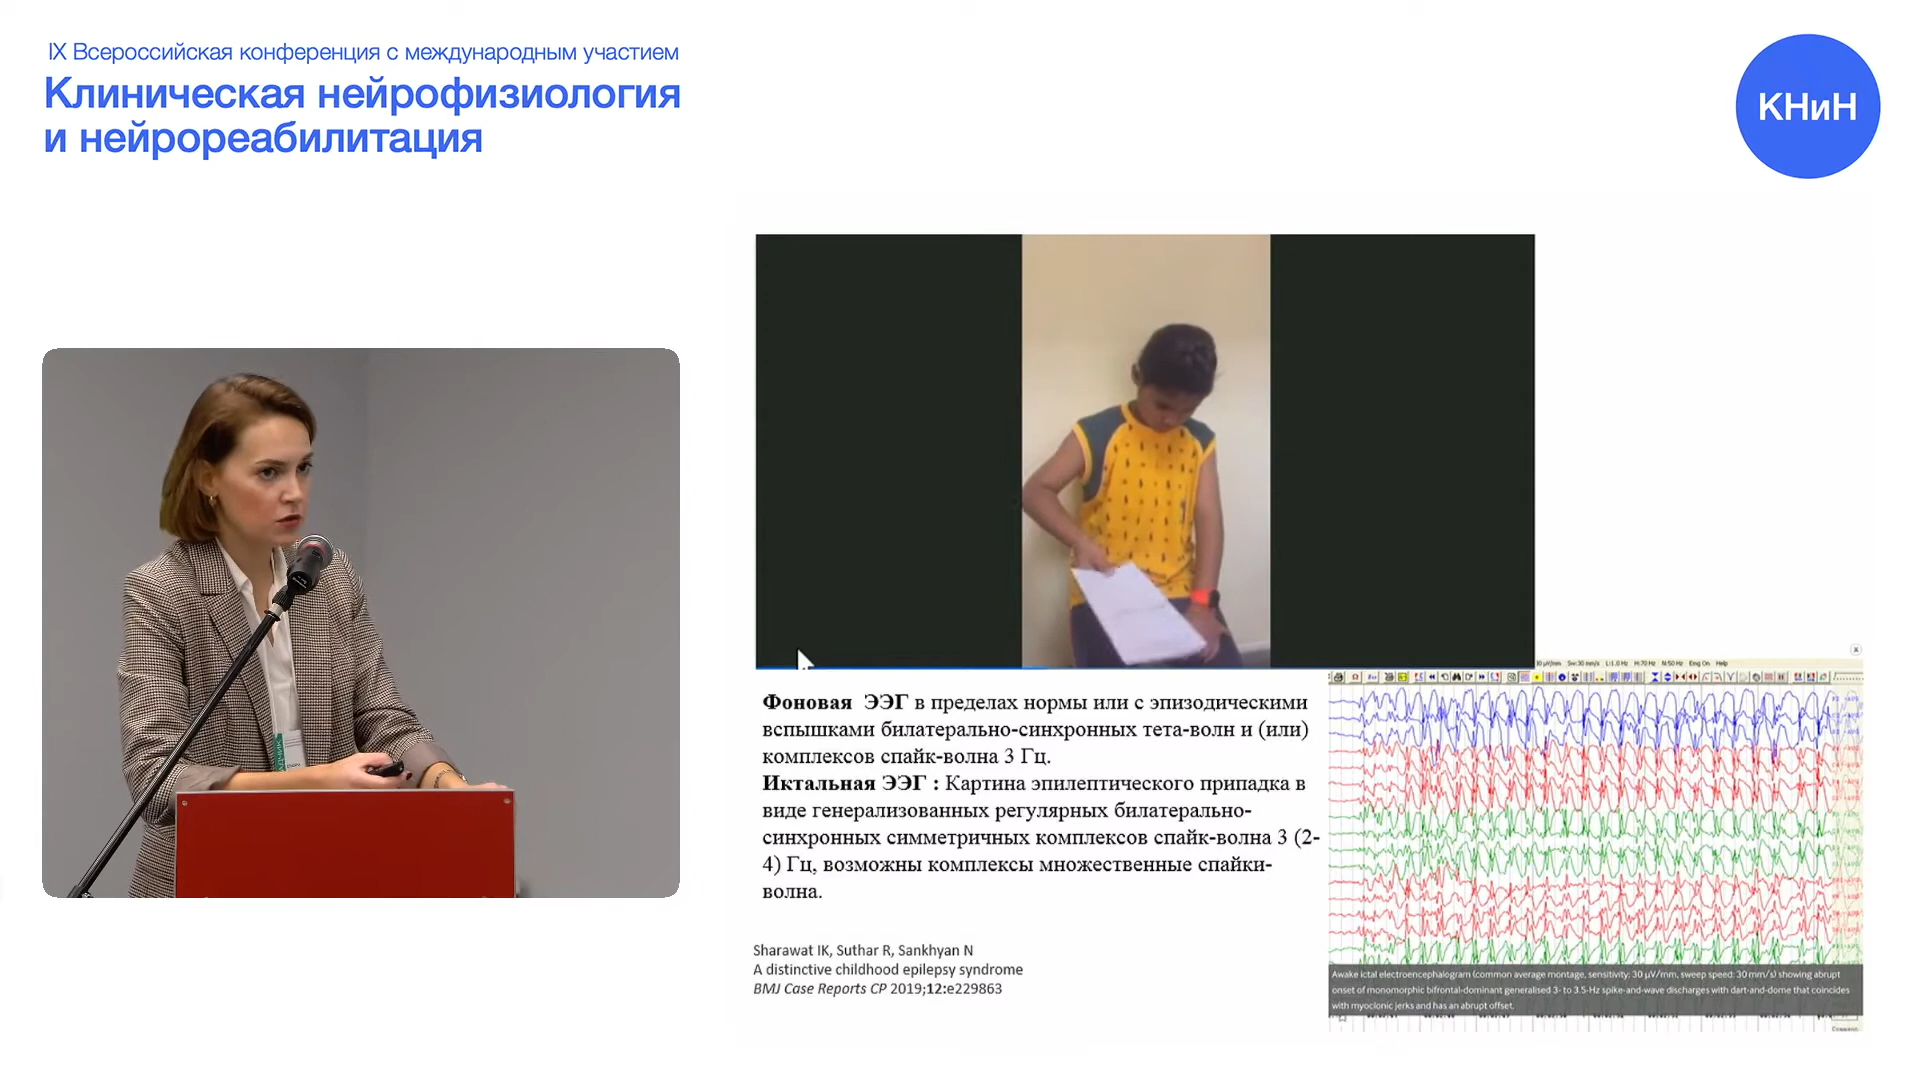 IX Всероссийская конференция с международным участием
Клиническая нейрофизиология
и нейрореабилитация
КНиН
Фоновая ЭЭГ в пределах нормы или с эпизодическими
вспышками билатерально-синхронных тета-волн и (или)
комплексов спайк-волна 3 Гц.
Иктальная ЭЭГ : Картина эпилептического припадка в
виде генерализованных регулярных билатерально-
синхронных симметричных комплексов спайк-волна 3 (2-
4) Гц, возможны комплексы множественные спайки-
волна.
Sharawat IK, Suthar R, Sankhyan N
A distinctive childhood epilepsy syndrome
BMJ Case Reports CP 2019;12:e229863
Awake ictal electroencephalogram (common average montage, sensitivity: 30 µV/mm, sweep speed: 30 mm/s) showing abrupt
onset of monomorphic bifrontal-dominant generalised 3- to 3.5-Hz spike-and-wave discharges with dart-and-dome that coincides
with myoclonic jerks and has an abrupt offset.